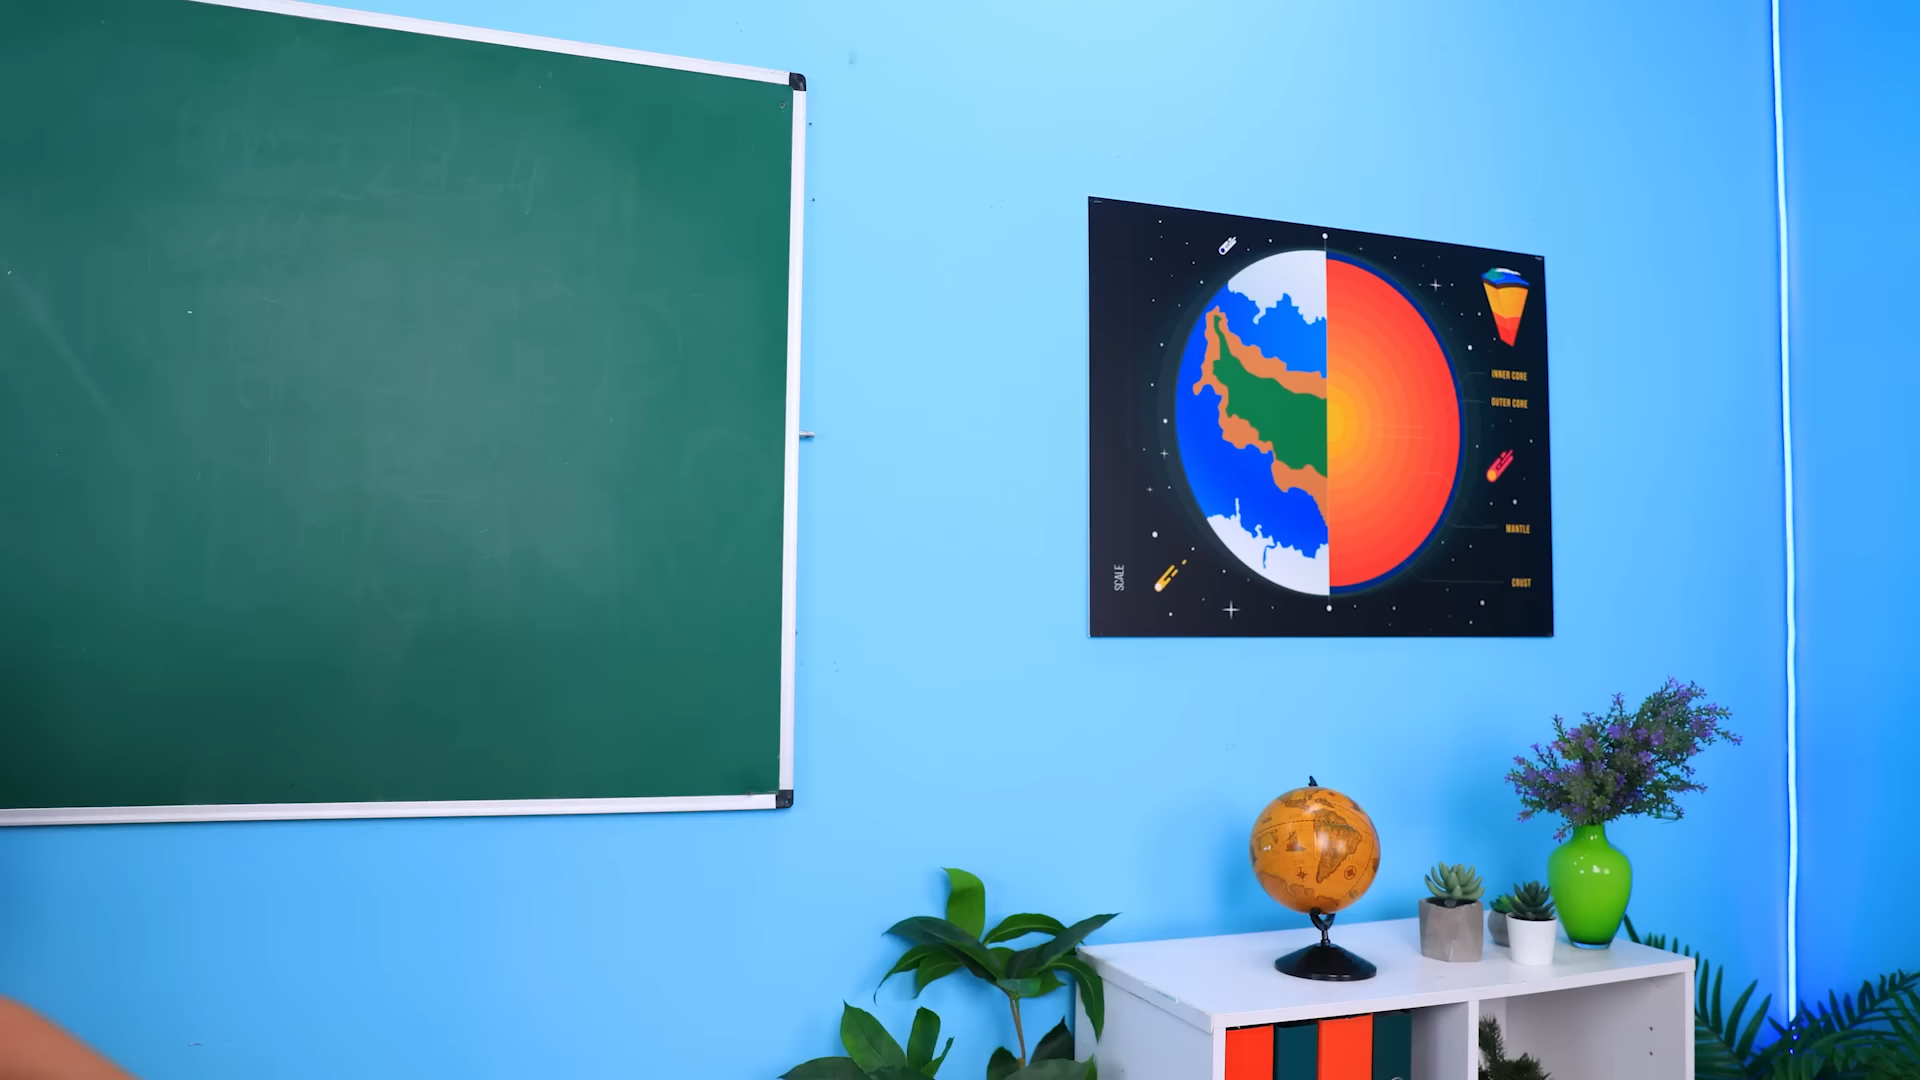 INNER CORE
OUTER CORE
MANTLE
CRUST
SCALE